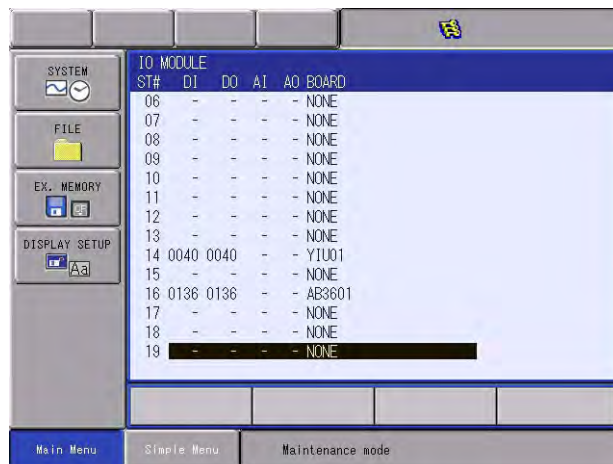 SYSTEM
FILE
EX. MEMORY
CF
DISPLAY SETUP
Aa
IO MODULE
ST# DI DO AI AO BOARD
06 - - - - NONE
07 - - - - NONE
08 - - - - NONE
09 - - - - NONE
10 - - - - NONE
11 - - - - NONE
12 - - - - NONE
13 - - - - NONE
14 0040 0040 - - YIU01
15 - - - - NONE
16 0136 0136 - - AB3601
17 - - - - NONE
18 - - - - NONE
19 - - - - NONE
Main Menu
Simple Menu
Maintenance mode